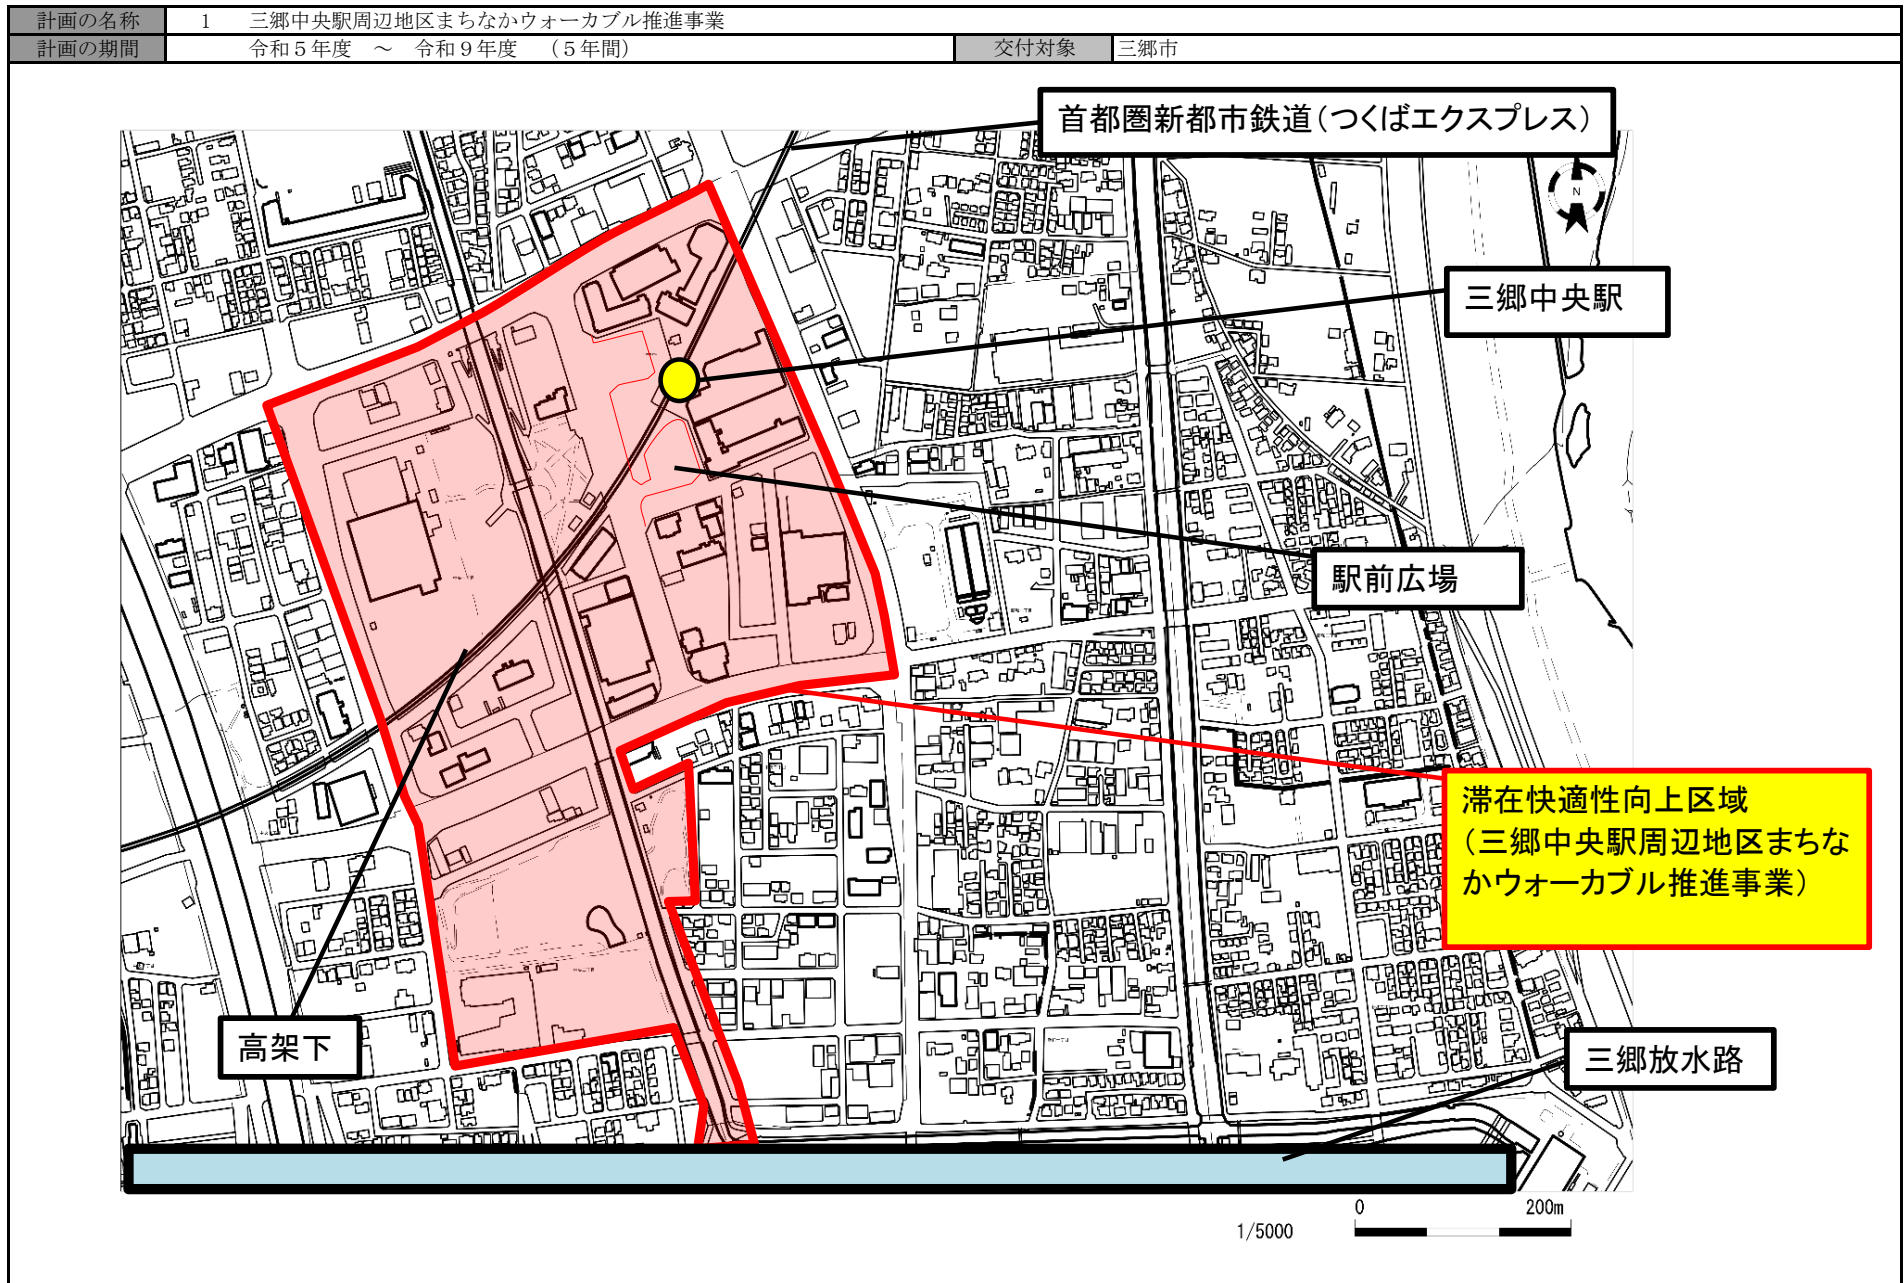 計画の名称 1 三郷中央駅周辺地区まちなかウォーカブル推進事業
計画の期間 令和5年度 ～ 令和9年度 (5年間) 交付対象 三郷市
首都圏新都市鉄道(つくばエクスプレス)
N
三郷中央駅
駅前広場
滞在快適性向上区域
(三郷中央駅周辺地区まちな
かウォーカブル推進事業)
高架下
三郷放水路
0 200m
1/5000